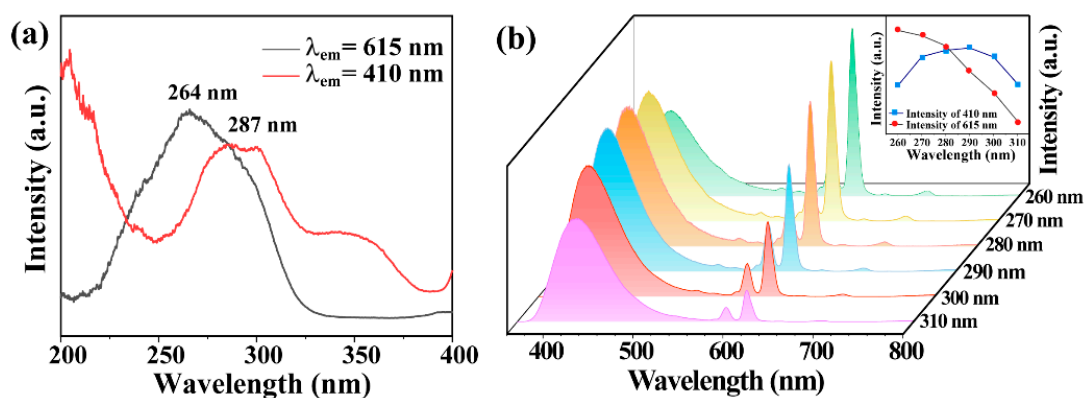 (a)
λem= 615 nm
λem= 410 nm
264 nm
287 nm
Intensity (a.u.)
200 250 300 350 400
Wavelength (nm)
(b)
Intensity (a.u.)
Intensity of 410 nm
Intensity of 615 nm
260 270 280 290 300 310
Wavelength (nm)
Intensity (a.u.)
260 nm
270 nm
280 nm
290 nm
300 nm
310 nm
400 500 600 700 800
Wavelength (nm)